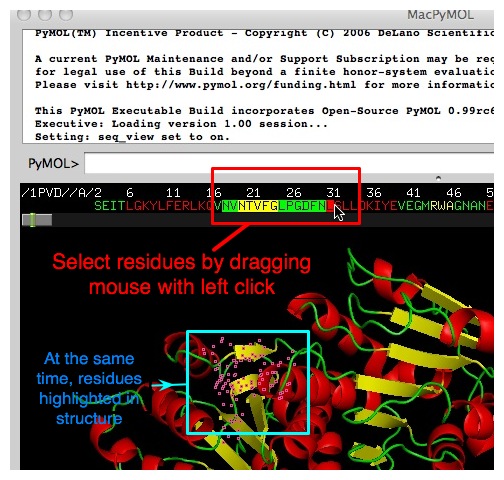 MacPyMOL
PyMOL(TM) Incentive Product - Copyright (C) 2006 DeLano Scientific
A current PyMOL Maintenance and/or Support Subscription may be req
for legal use of this Build beyond a finite honor-system evaluatio
Please visit http://www.pymol.org/funding.html for more informatio
This PyMOL Executable Build incorporates Open-Source PyMOL 0.99rc6
Executive: Loading version 1.00 session...
Setting: seq_view set to on.
PyMOL>
/1PVD//A/2 6 11 16 21 26 31 36 41 46 5
SEITLGKYLFERLKQVNVNTVFGLPGDFN LLDKIYEVEGMRWAGNANE
Select residues by dragging
mouse with left click
At the same
time, residues
highlighted in
structure